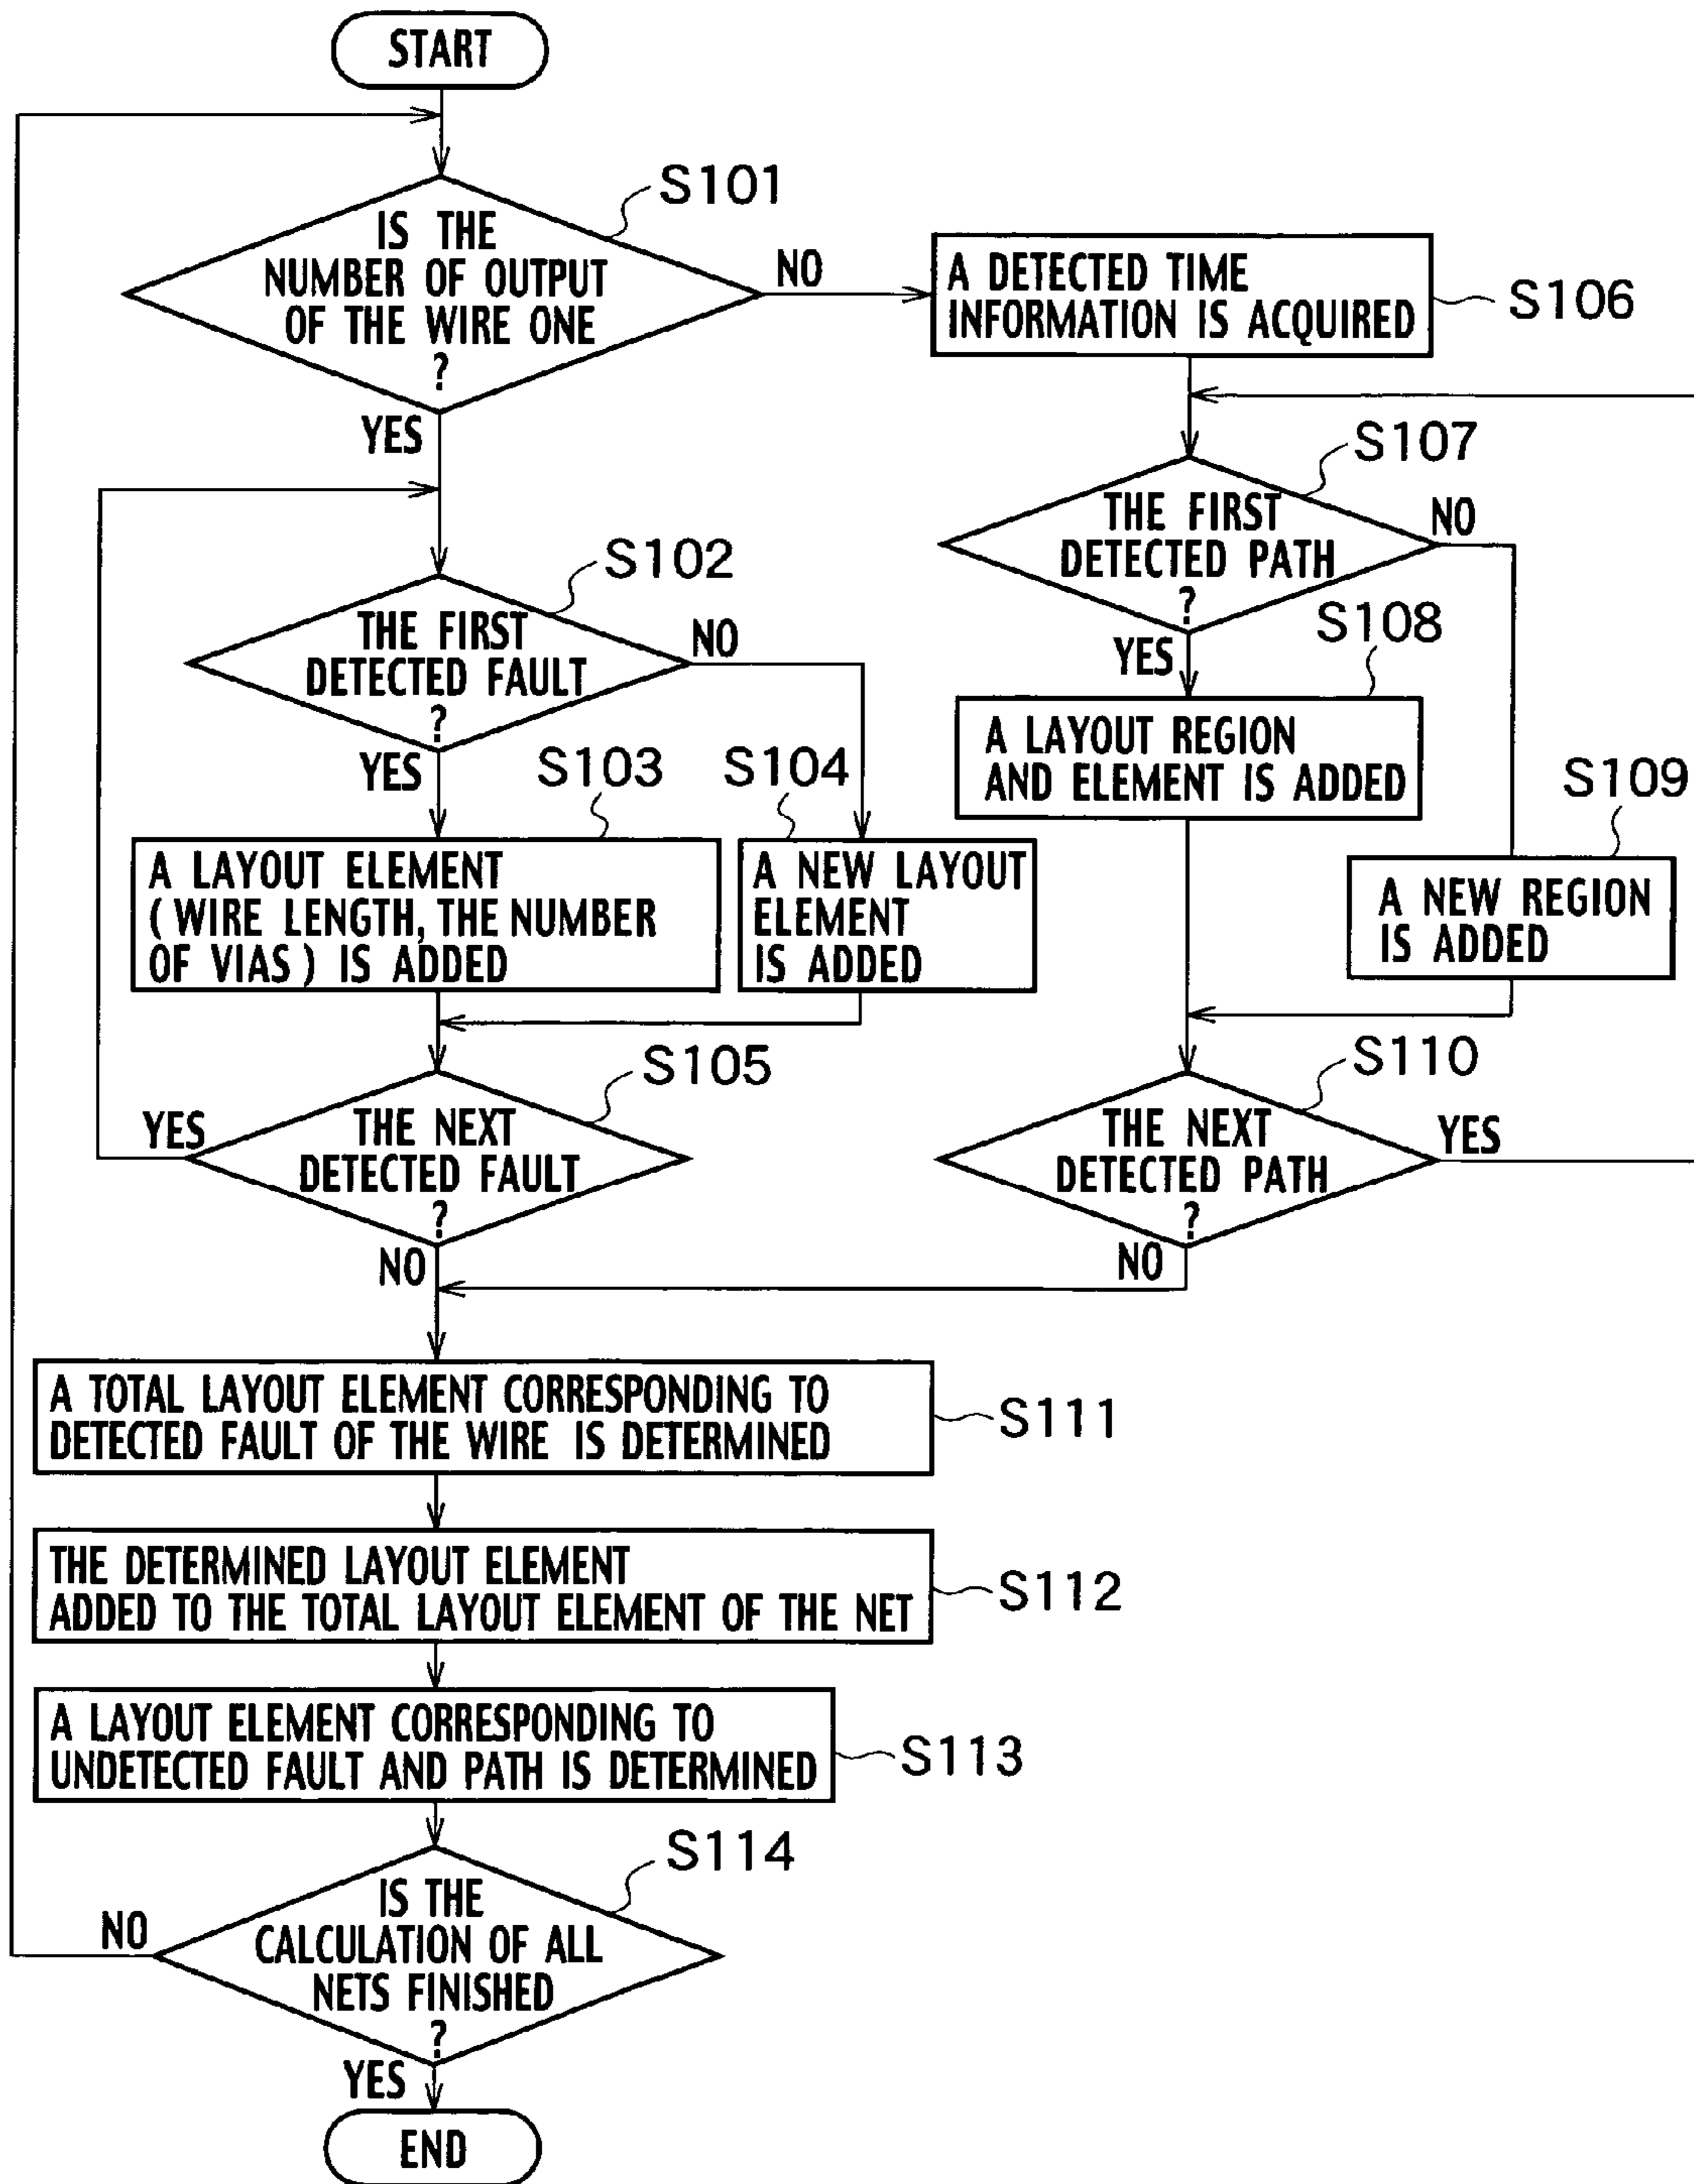 START
S101
IS THE
NUMBER OF OUTPUT
OF THE WIRE ONE
?
NO
YES
A DETECTED TIME
INFORMATION IS ACQUIRED
S106
S107
THE FIRST
DETECTED PATH
?
NO
YES
S102
THE FIRST
DETECTED FAULT
?
NO
YES
S108
A LAYOUT REGION
AND ELEMENT IS ADDED
S103
A LAYOUT ELEMENT
(WIRE LENGTH, THE NUMBER
OF VIAS) IS ADDED
S104
A NEW LAYOUT
ELEMENT
IS ADDED
S109
A NEW REGION
IS ADDED
S105
THE NEXT
DETECTED FAULT
?
YES
NO
S110
THE NEXT
DETECTED PATH
?
YES
NO
A TOTAL LAYOUT ELEMENT CORRESPONDING TO
DETECTED FAULT OF THE WIRE IS DETERMINED
S111
THE DETERMINED LAYOUT ELEMENT
ADDED TO THE TOTAL LAYOUT ELEMENT OF THE NET
S112
A LAYOUT ELEMENT CORRESPONDING TO
UNDETECTED FAULT AND PATH IS DETERMINED
S113
S114
IS THE
CALCULATION OF ALL
NETS FINISHED
?
NO
YES
END